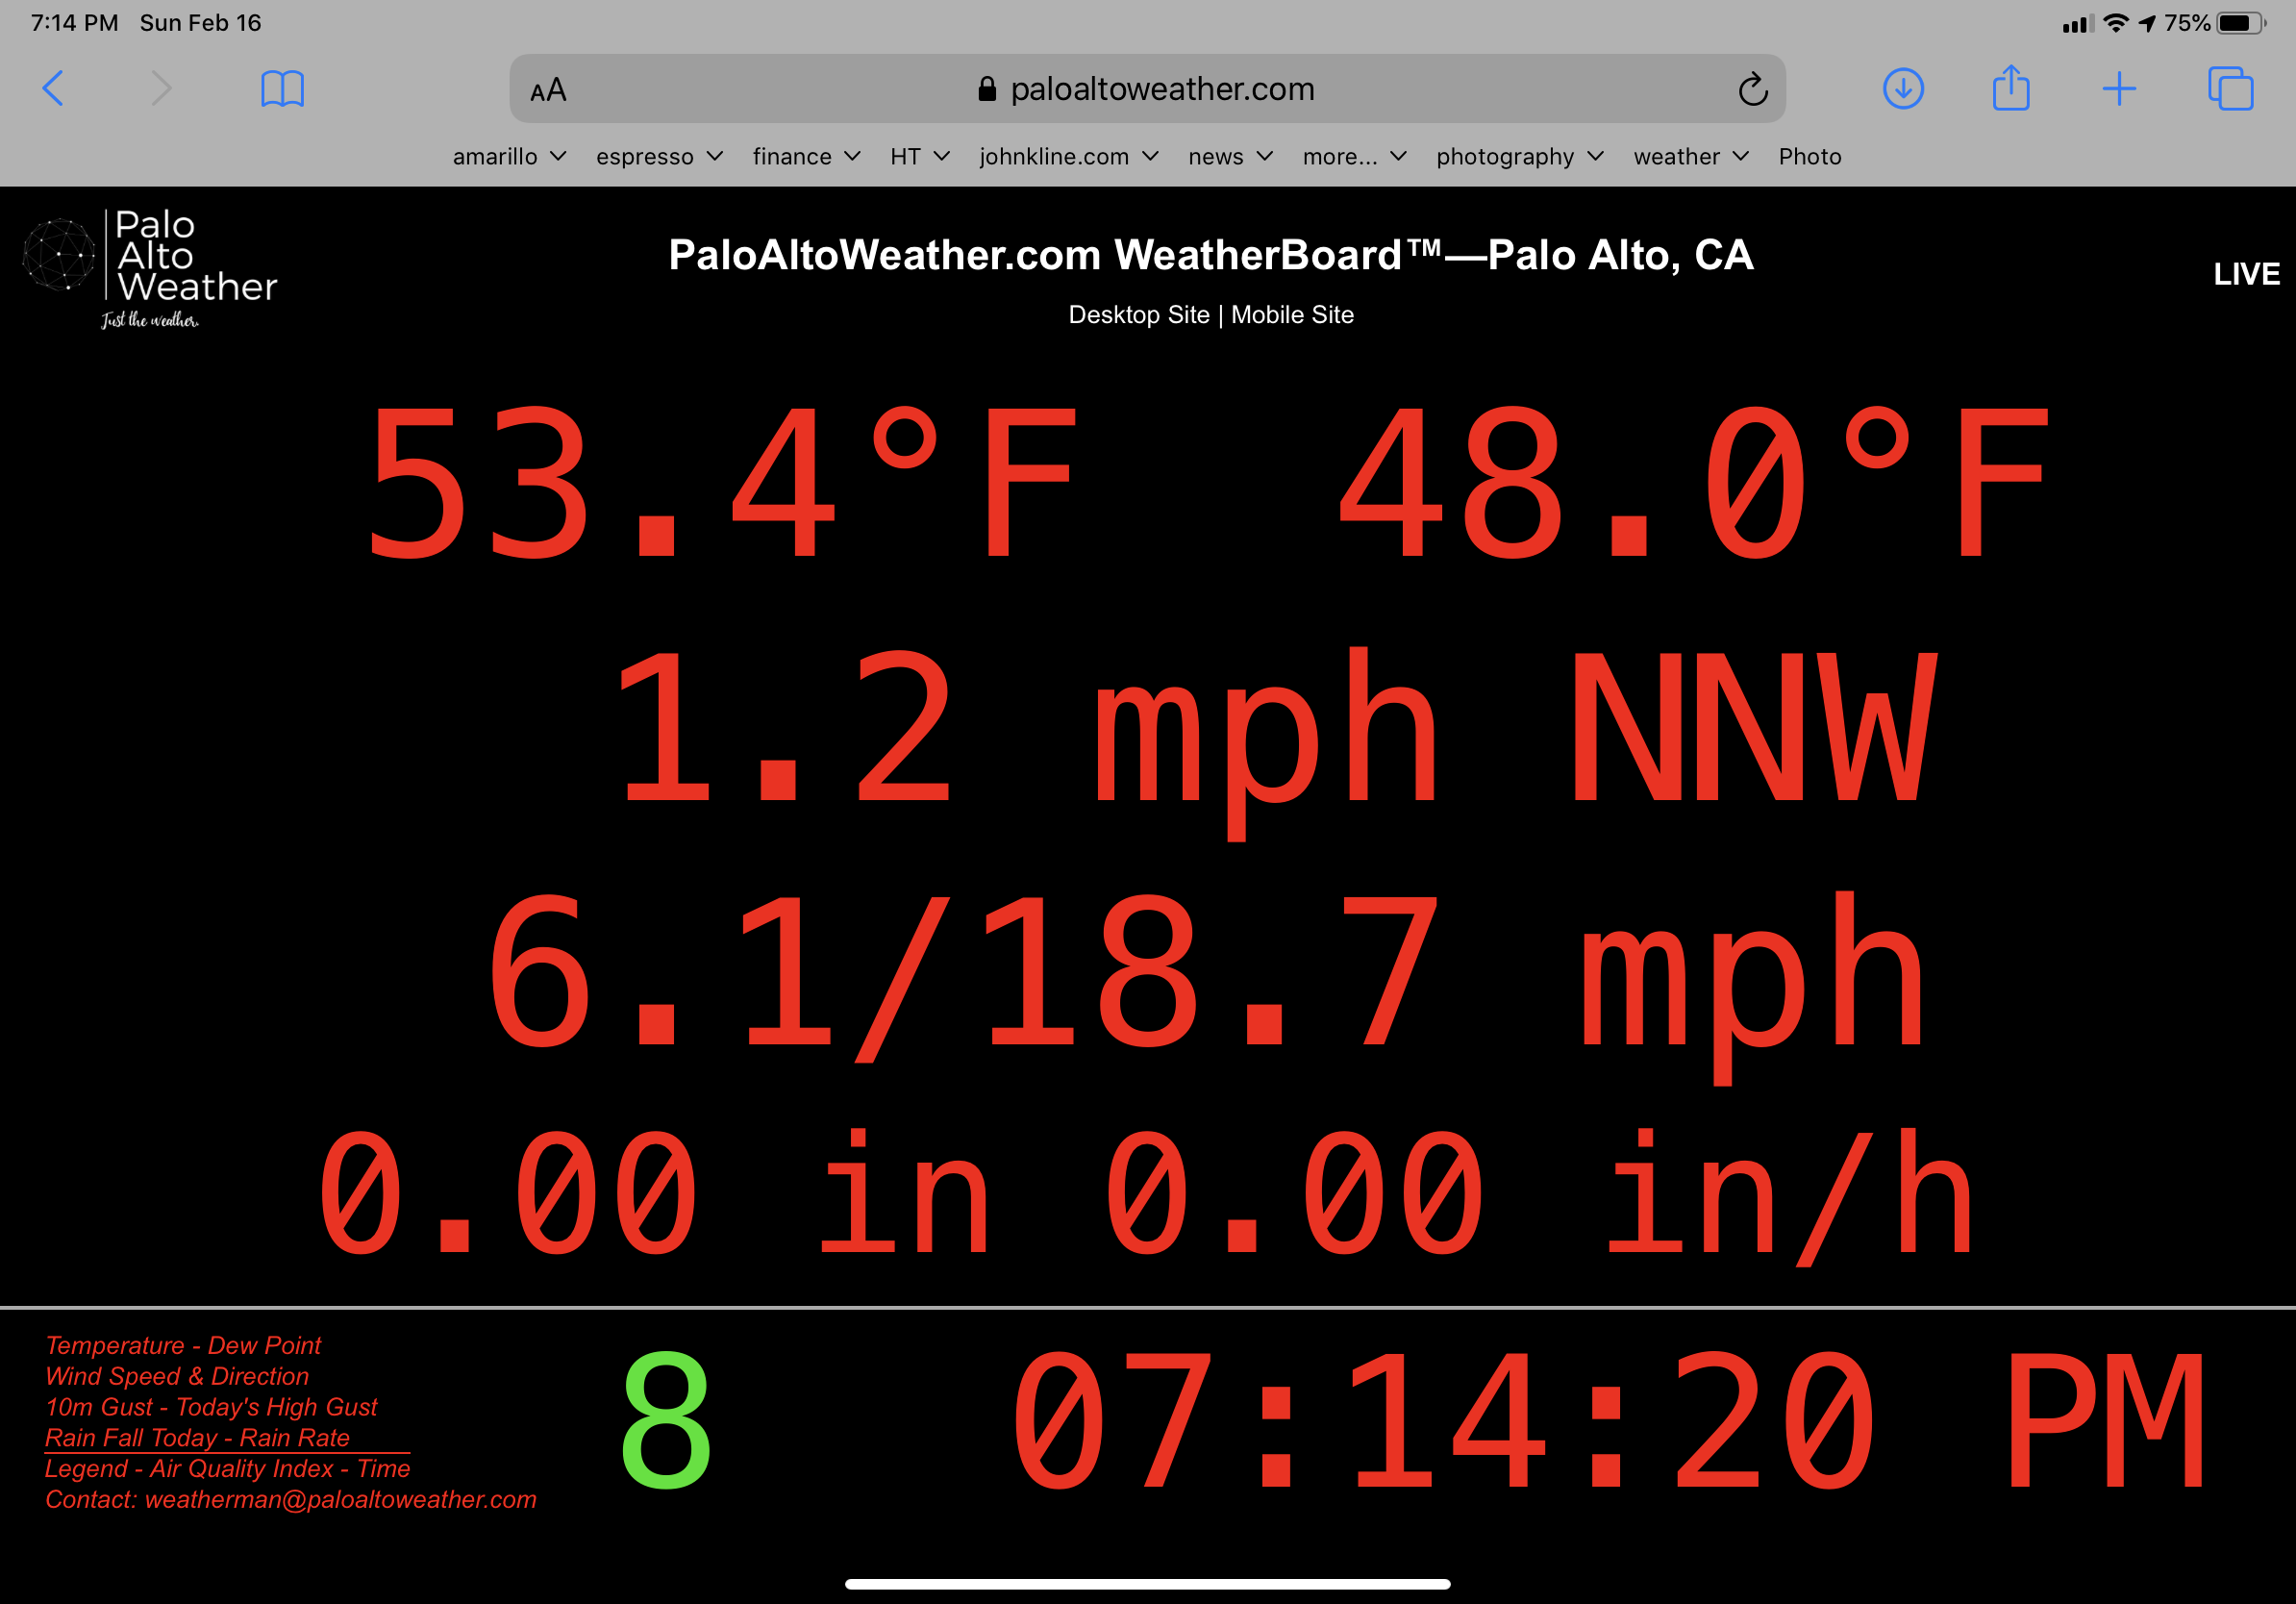 7:14 PM Sun Feb 16 75%
AA paloaltoweather.com
amarillo espresso finance HT johnkline.com news more... photography weather Photo
Palo
Alto
Weather
Just the weather.
PaloAltoWeather.com WeatherBoard™—Palo Alto, CA
Desktop Site | Mobile Site
LIVE
53.4°F 48.0°F
1.2 mph NNW
6.1/18.7 mph
0.00 in 0.00 in/h
Temperature - Dew Point
Wind Speed & Direction
10m Gust - Today's High Gust
Rain Fall Today - Rain Rate
Legend - Air Quality Index - Time
Contact: weatherman@paloaltoweather.com
8
07:14:20 PM